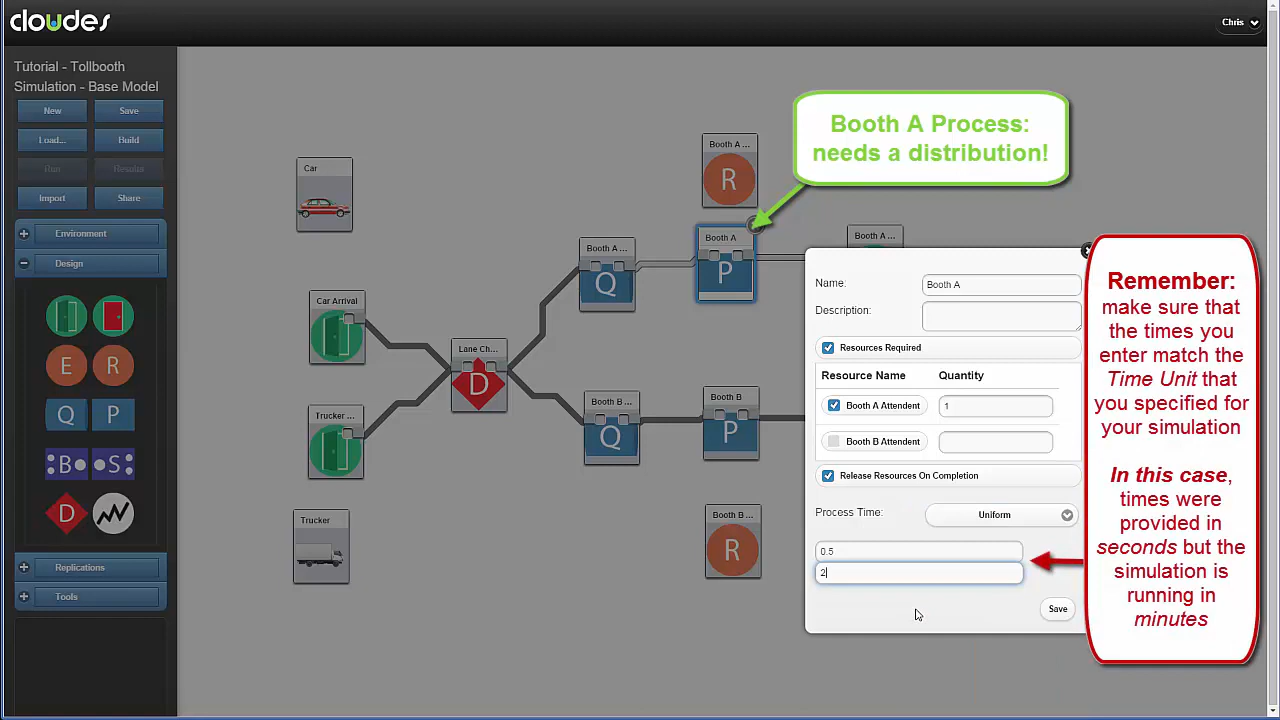 cloudes
Chris
Tutorial - Tollbooth
Simulation - Base Model
New
Save
Load...
Build
Run
Results
Import
Share
Environment
Design
E
R
Q
P
B
S
D
Replications
Tools
Car
Car Arrival
Trucker ...
Trucker
Lane Ch...
D
Booth A ...
Q
Booth B ...
Q
Booth A ...
R
Booth A
P
Booth B
P
Booth B ...
R
Booth A ...
Booth A Process:
needs a distribution!
Name:
Booth A
Description:
Resources Required
Resource Name
Quantity
Booth A Attendent
1
Booth B Attendent
Release Resources On Completion
Process Time:
Uniform
0.5
2
Save
Remember:
make sure that
the times you
enter match the
Time Unit that
you specified for
your simulation
In this case,
times were
provided in
seconds but the
simulation is
running in
minutes